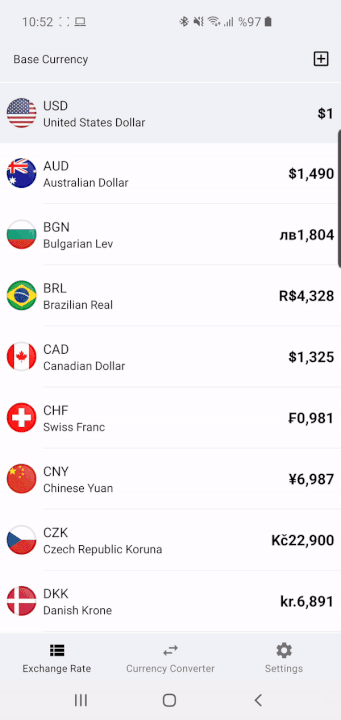 10:52 %97
Base Currency
USD
United States Dollar
$1
AUD
Australian Dollar
$1,490
BGN
Bulgarian Lev
лв1,804
BRL
Brazilian Real
R$4,328
CAD
Canadian Dollar
$1,325
CHF
Swiss Franc
₣0,981
CNY
Chinese Yuan
¥6,987
CZK
Czech Republic Koruna
Kč22,900
DKK
Danish Krone
kr.6,891
Exchange Rate Currency Converter Settings